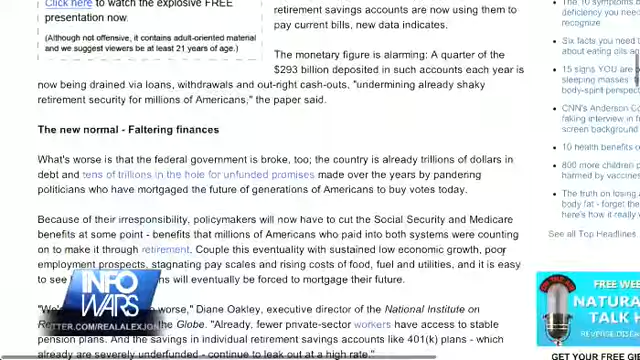 Click here to watch the explosive FREE
presentation now.
(Although not offensive, it contains adult-oriented material
and we suggest viewers be at least 21 years of age.)
retirement savings accounts are now using them to
pay current bills, new data indicates.
The monetary figure is alarming: A quarter of the
$293 billion deposited in such accounts each year is
now being drained via loans, withdrawals and out-right cash-outs, "undermining already shaky
retirement security for millions of Americans," the paper said.
The new normal - Faltering finances
What's worse is that the federal government is broke, too; the country is already trillions of dollars in
debt and tens of trillions in the hole for unfunded promises made over the years by pandering
politicians who have mortgaged the future of generations of Americans to buy votes today.
Because of their irresponsibility, policymakers will now have to cut the Social Security and Medicare
benefits at some point - benefits that millions of Americans who paid into both systems were counting
on to make it through retirement. Couple this eventuality with sustained low economic growth, poor
employment prospects, stagnating pay scales and rising costs of food, fuel and utilities, and it is easy
to see will eventually be forced to mortgage their future.
worse," Diane Oakley, executive director of the National Institute on
the Globe. "Already, fewer private-sector workers have access to stable
pension plans. And the savings in individual retirement savings accounts like 401(k) plans - which
already are severely underfunded - continue to leak out at a high rate."
The 10 symptoms
deficiency you need
recognize
Six facts you need t
about eating oils a
15 signs YOU are
sleeping masses
body-spirit perspect
CNN's Anderson C
faking interview in f
screen background
10 health benefits
800 more children p
harmed by vaccines
The truth on losing
body fat - forget the
here's how it really
See all Top Headlines
INFO
WARS
TWITTER.COM/REALALEXJON
ON THE AIR
FREE WE
NATURA
TALK H
GET YOUR FREE